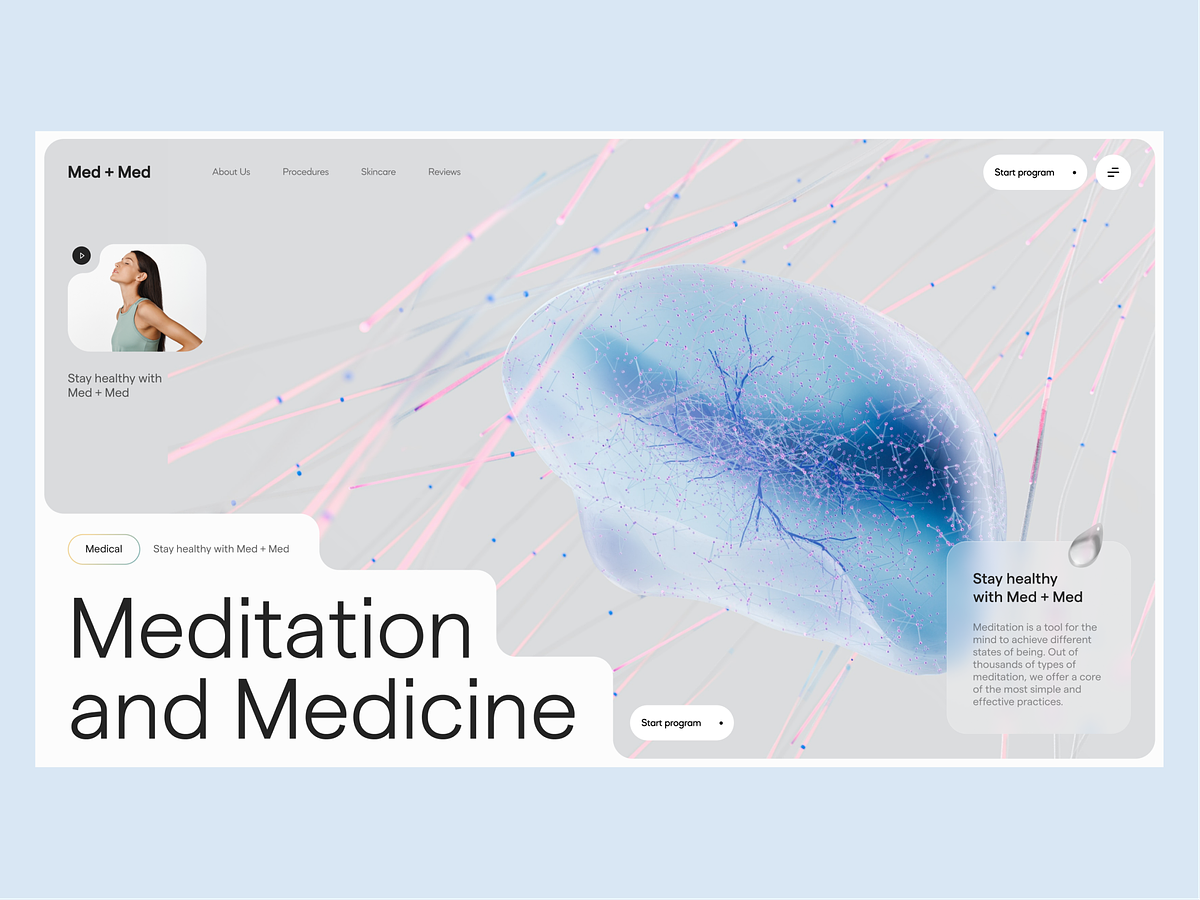 Med + Med
About Us
Procedures
Skincare
Reviews
Start program
Stay healthy with
Med + Med
Medical
Stay healthy with Med + Med
Meditation
and Medicine
Start program
Stay healthy
with Med + Med
Meditation is a tool for the
mind to achieve different
states of being. Out of
thousands of types of
meditation, we offer a core
of the most simple and
effective practices.